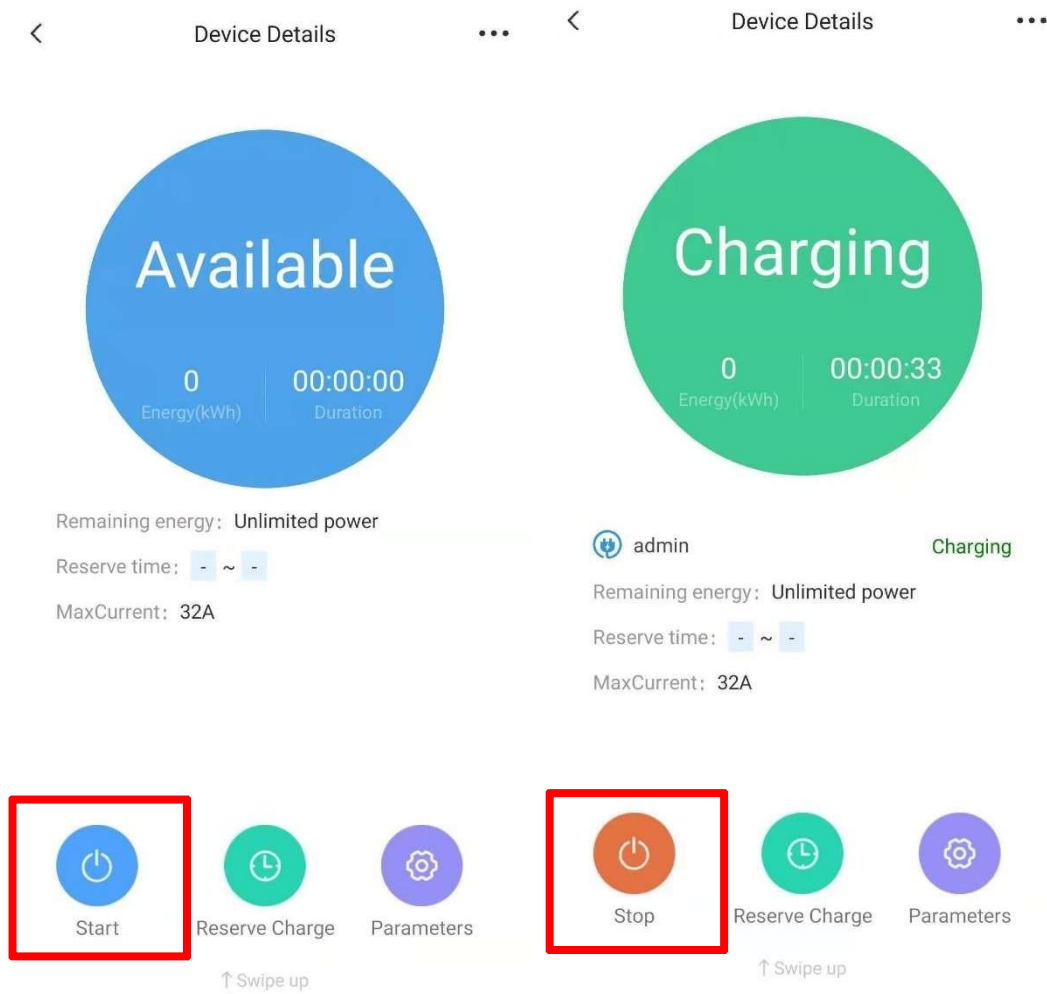 Device Details
Available
0
00:00:00
Energy(kWh)
Duration
Remaining energy: Unlimited power
Reserve time: - ~ -
MaxCurrent: 32A
Start
Reserve Charge
Parameters
↑ Swipe up
Device Details
Charging
0
00:00:33
Energy(kWh)
Duration
admin
Charging
Remaining energy: Unlimited power
Reserve time: - ~ -
MaxCurrent: 32A
Stop
Reserve Charge
Parameters
↑ Swipe up